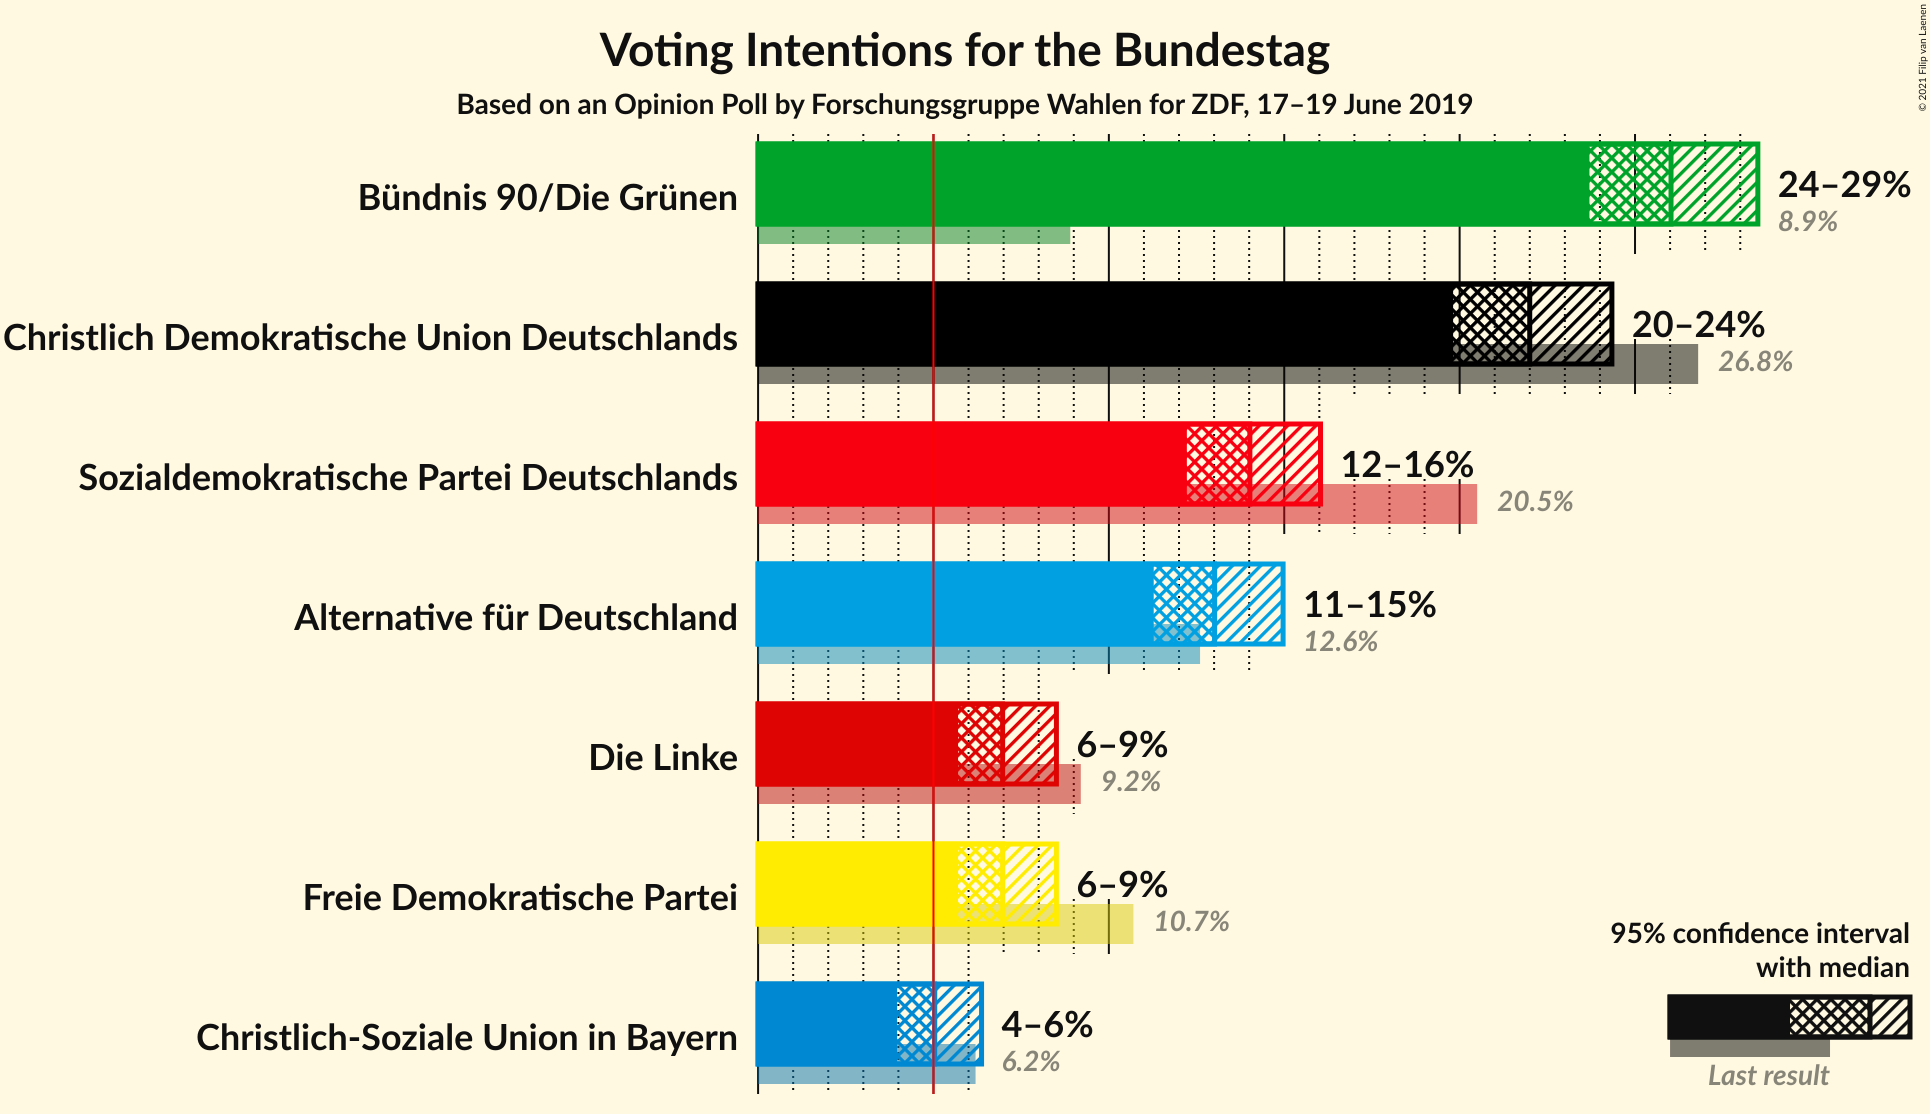 Voting Intentions for the Bundestag
Based on an Opinion Poll by Forschungsgruppe Wahlen for ZDF, 17–19 June 2019
© 2021 Filip van Laenen
Bündnis 90/Die Grünen
24–29%
8.9%
Christlich Demokratische Union Deutschlands
20–24%
26.8%
Sozialdemokratische Partei Deutschlands
12–16%
20.5%
Alternative für Deutschland
11–15%
12.6%
Die Linke
6–9%
9.2%
Freie Demokratische Partei
6–9%
10.7%
Christlich-Soziale Union in Bayern
4–6%
6.2%
95% confidence interval
with median
Last result